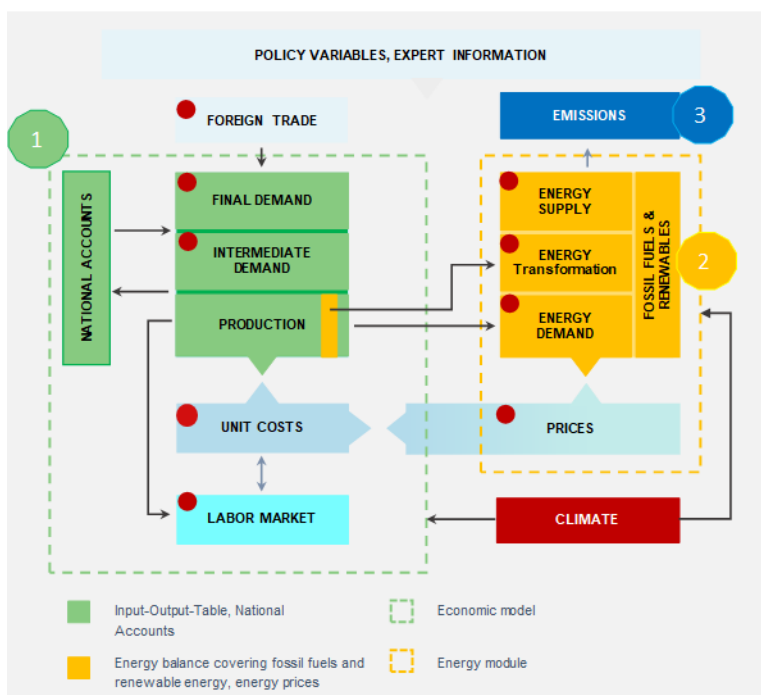 POLICY VARIABLES, EXPERT INFORMATION
FOREIGN TRADE
EMISSIONS
3
1
NATIONAL ACCOUNTS
FINAL DEMAND
INTERMEDIATE
DEMAND
PRODUCTION
ENERGY
SUPPLY
ENERGY
Transformation
ENERGY
DEMAND
FOSSIL FUELS &
RENEWABLES
2
UNIT COSTS
PRICES
LABOR MARKET
CLIMATE
Input-Output-Table, National
Accounts
Economic model
Energy balance covering fossil fuels and
renewable energy, energy prices
Energy module